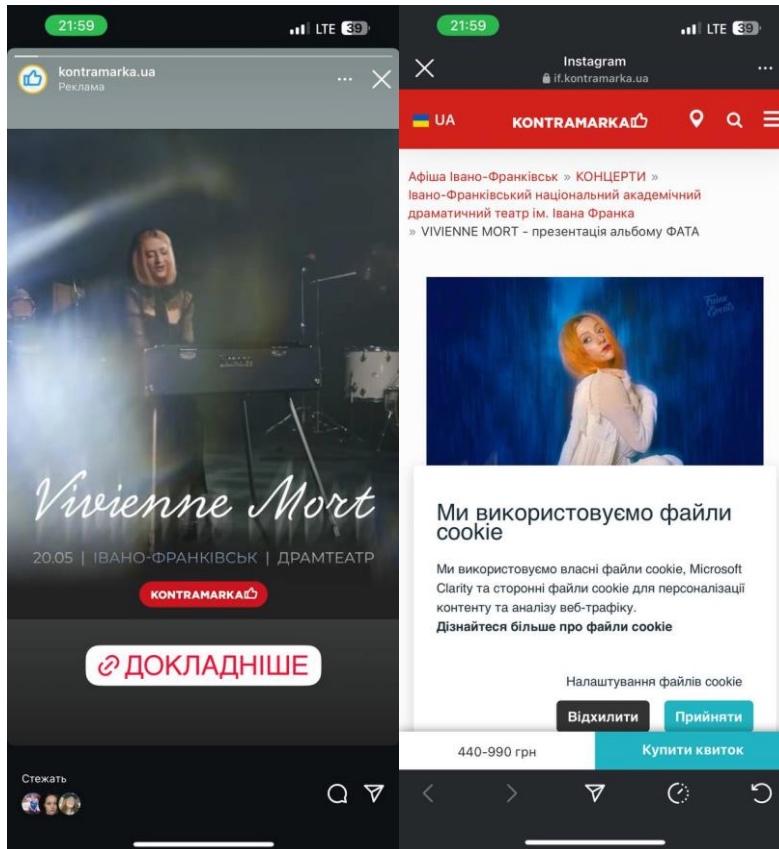 21:59
LTE 39
kontramarka.ua
Реклама
Vivienne Mort
20.05 | ІВАНО-ФРАНКІВСЬК | ДРАМТЕАТР
KONTRAMARKA
ДОКЛАДНІШЕ
Стежать
21:59
LTE 39
Instagram
if.kontramarka.ua
UA
KONTRAMARKA
Афіша Івано-Франківськ » КОНЦЕРТИ »
Івано-Франківський національний академічний
драматичний театр ім. Івана Франка
» VIVIENNE MORT - презентація альбому ФАТА
Ми використовуємо файли
cookie
Ми використовуємо власні файли cookie, Microsoft
Clarity та сторонні файли cookie для персоналізації
контенту та аналізу веб-трафіку.
Дізнайтеся більше про файли cookie
Налаштування файлів cookie
Відхилити
Прийняти
440-990 грн
Купити квиток